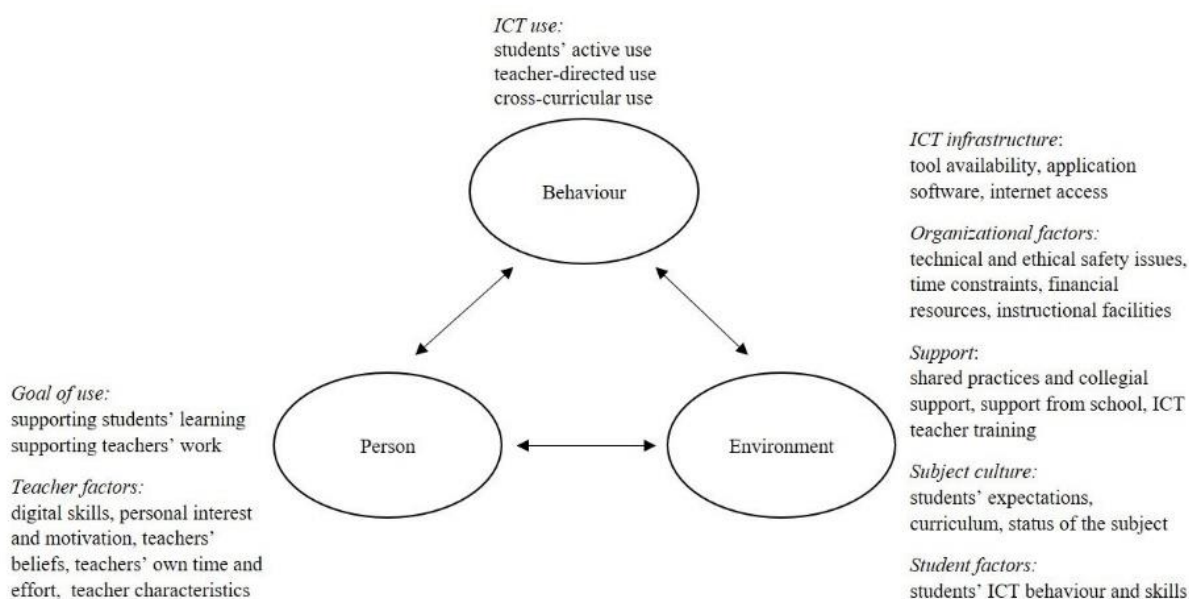 ICT use:
students' active use
teacher-directed use
cross-curricular use
Behaviour
ICT infrastructure:
tool availability, application
software, internet access
Organizational factors:
technical and ethical safety issues,
time constraints, financial
resources, instructional facilities
Support:
shared practices and collegial
support, support from school, ICT
teacher training
Subject culture:
students' expectations,
curriculum, status of the subject
Student factors:
students' ICT behaviour and skills
Goal of use:
supporting students' learning
supporting teachers' work
Teacher factors:
digital skills, personal interest
and motivation, teachers'
beliefs, teachers' own time and
effort, teacher characteristics
Person
Environment